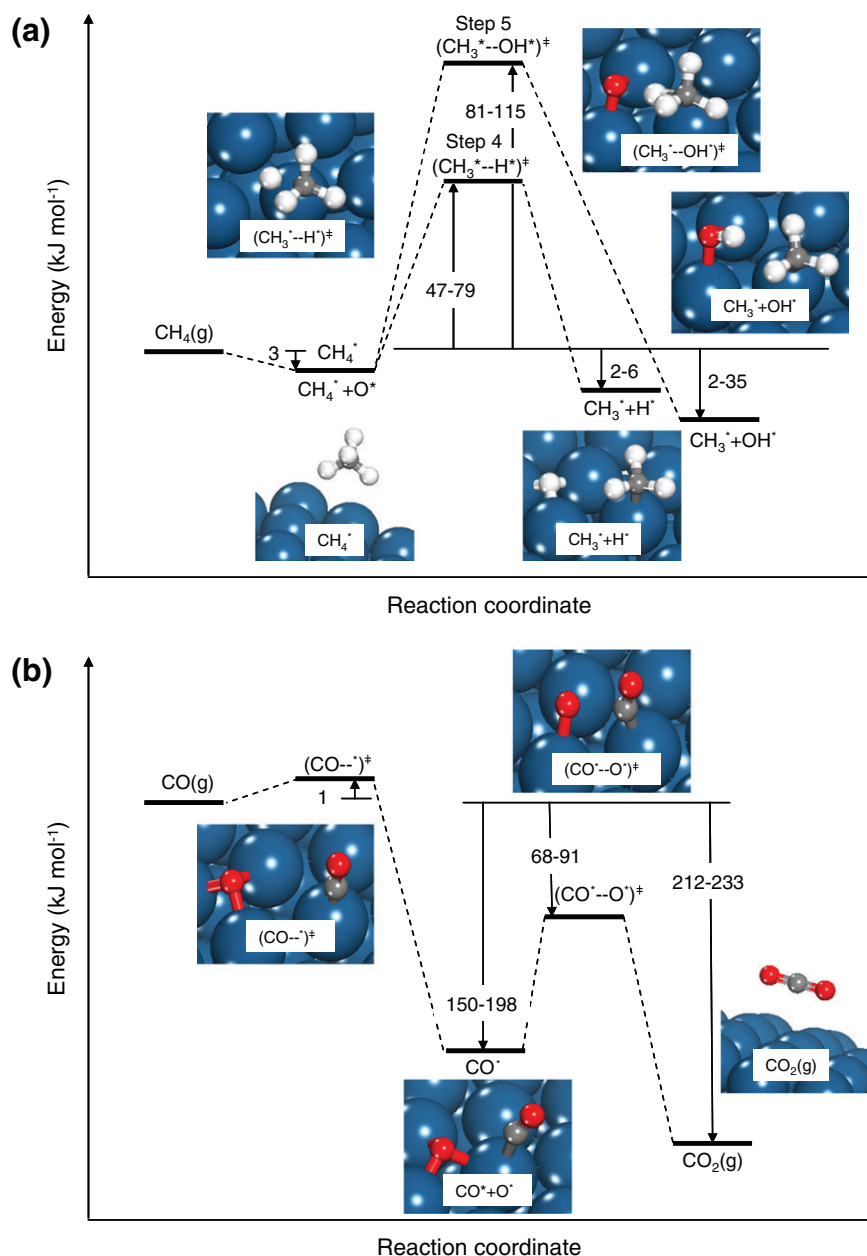 (a)
Step 5
(CH₃*--OH*)‡
81-115
Step 4
(CH₃*--H*)‡
(CH₃*--OH*)‡
(CH₃*--H*)‡
47-79
CH₃*+OH*
CH₄(g)
3
CH₄*
CH₄*+O*
2-6
2-35
CH₃*+H*
CH₃*+OH*
CH₄*
CH₃*+H*
Energy (kJ mol⁻¹)
Reaction coordinate
(b)
(CO*--O*)‡
CO(g)
(CO--*)‡
1
68-91
(CO*--O*)‡
212-233
(CO--*)‡
150-198
CO*
CO₂(g)
CO₂(g)
CO*+O*
Energy (kJ mol⁻¹)
Reaction coordinate